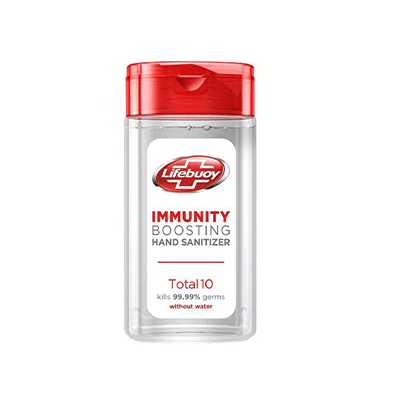 Lifebuoy
IMMUNITY
BOOSTING
HAND SANITIZER
Total 10
kills 99.99% germs
without water